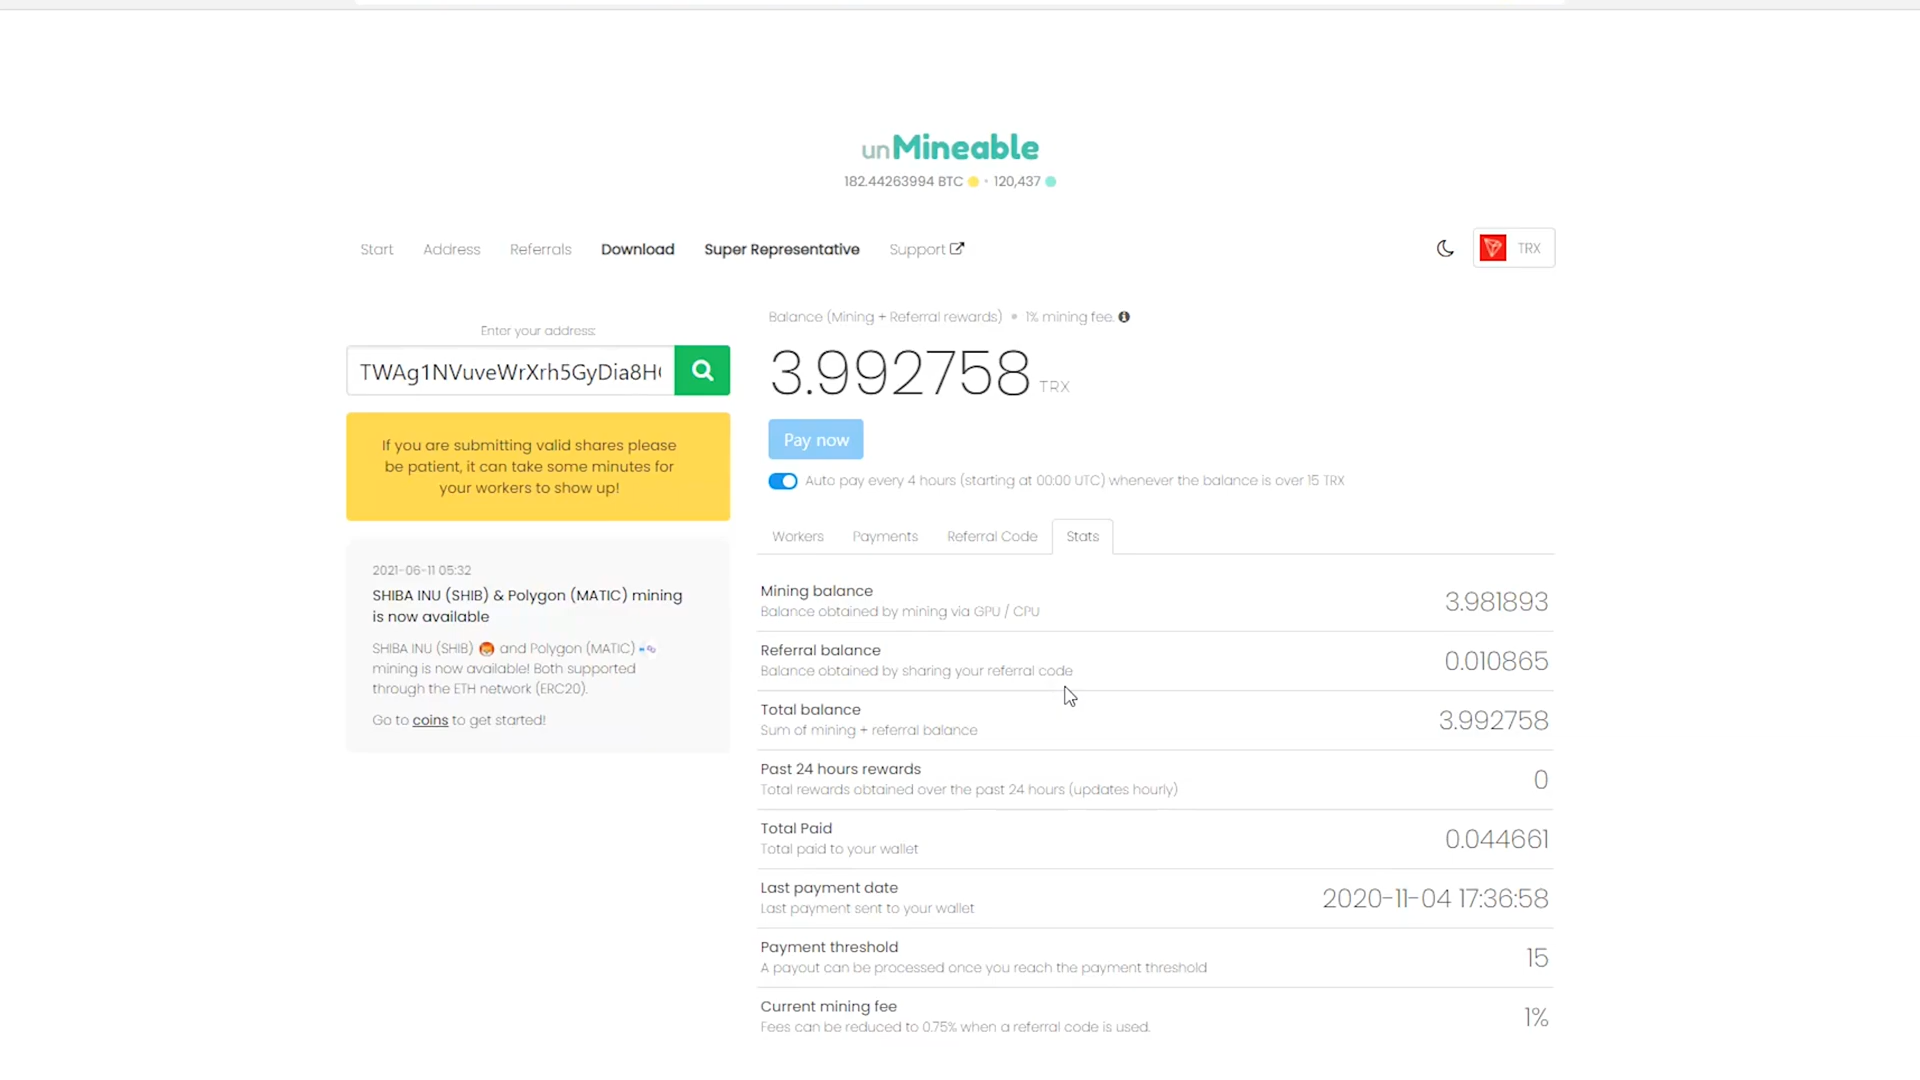 unMineable
182.44263994 BTC • 120,437
Start Address Referrals Download Super Representative Support TRX
Enter your address:
TWAg1NVuveWrXrh5GyDia8H
If you are submitting valid shares please
be patient, it can take some minutes for
your workers to show up!
2021-06-11 05:32
SHIBA INU (SHIB) & Polygon (MATIC) mining
is now available
SHIBA INU (SHIB) and Polygon (MATIC)
mining is now available! Both supported
through the ETH network (ERC20).
Go to coins to get started!
Balance (Mining + Referral rewards) • 1% mining fee.
3.992758 TRX
Pay now
Auto pay every 4 hours (starting at 00:00 UTC) whenever the balance is over 15 TRX
Workers Payments Referral Code Stats
Mining balance
Balance obtained by mining via GPU / CPU
3.981893
Referral balance
Balance obtained by sharing your referral code
0.010865
Total balance
Sum of mining + referral balance
3.992758
Past 24 hours rewards
Total rewards obtained over the past 24 hours (updates hourly)
0
Total Paid
Total paid to your wallet
0.044661
Last payment date
Last payment sent to your wallet
2020-11-04 17:36:58
Payment threshold
A payout can be processed once you reach the payment threshold
15
Current mining fee
Fees can be reduced to 0.75% when a referral code is used.
1%